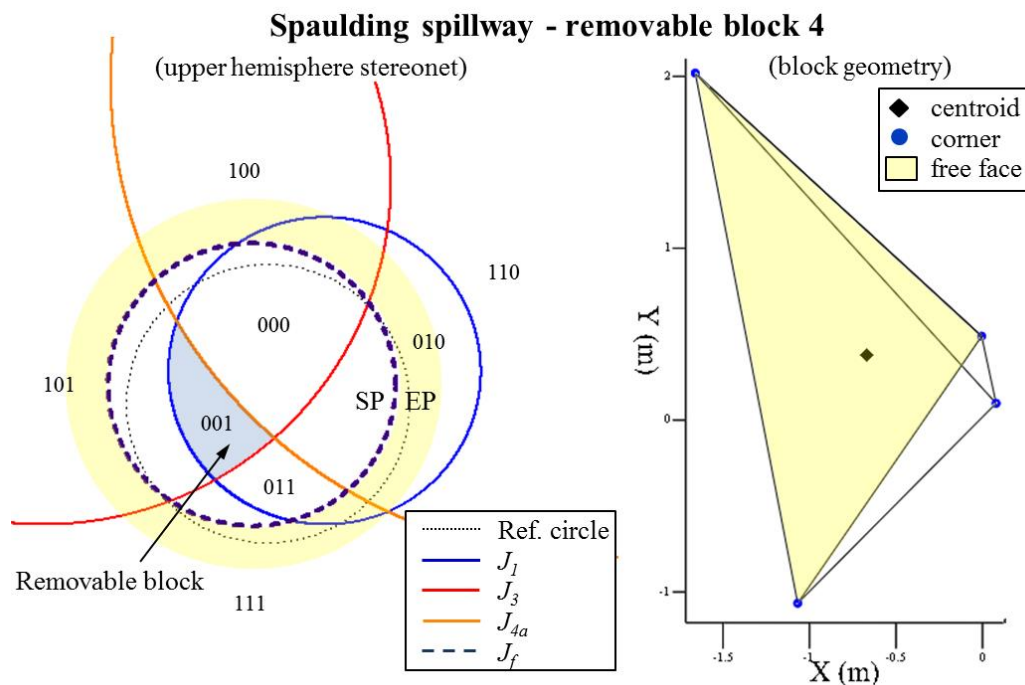 Spaulding spillway - removable block 4
(upper hemisphere stereonet)
100
110
000
010
101
SP
EP
001
011
Removable block
111
Ref. circle
J1
J3
J4a
Jf
(block geometry)
centroid
corner
free face
2
1
0
-1
Y (m)
-1.5
-1
-0.5
0
X (m)